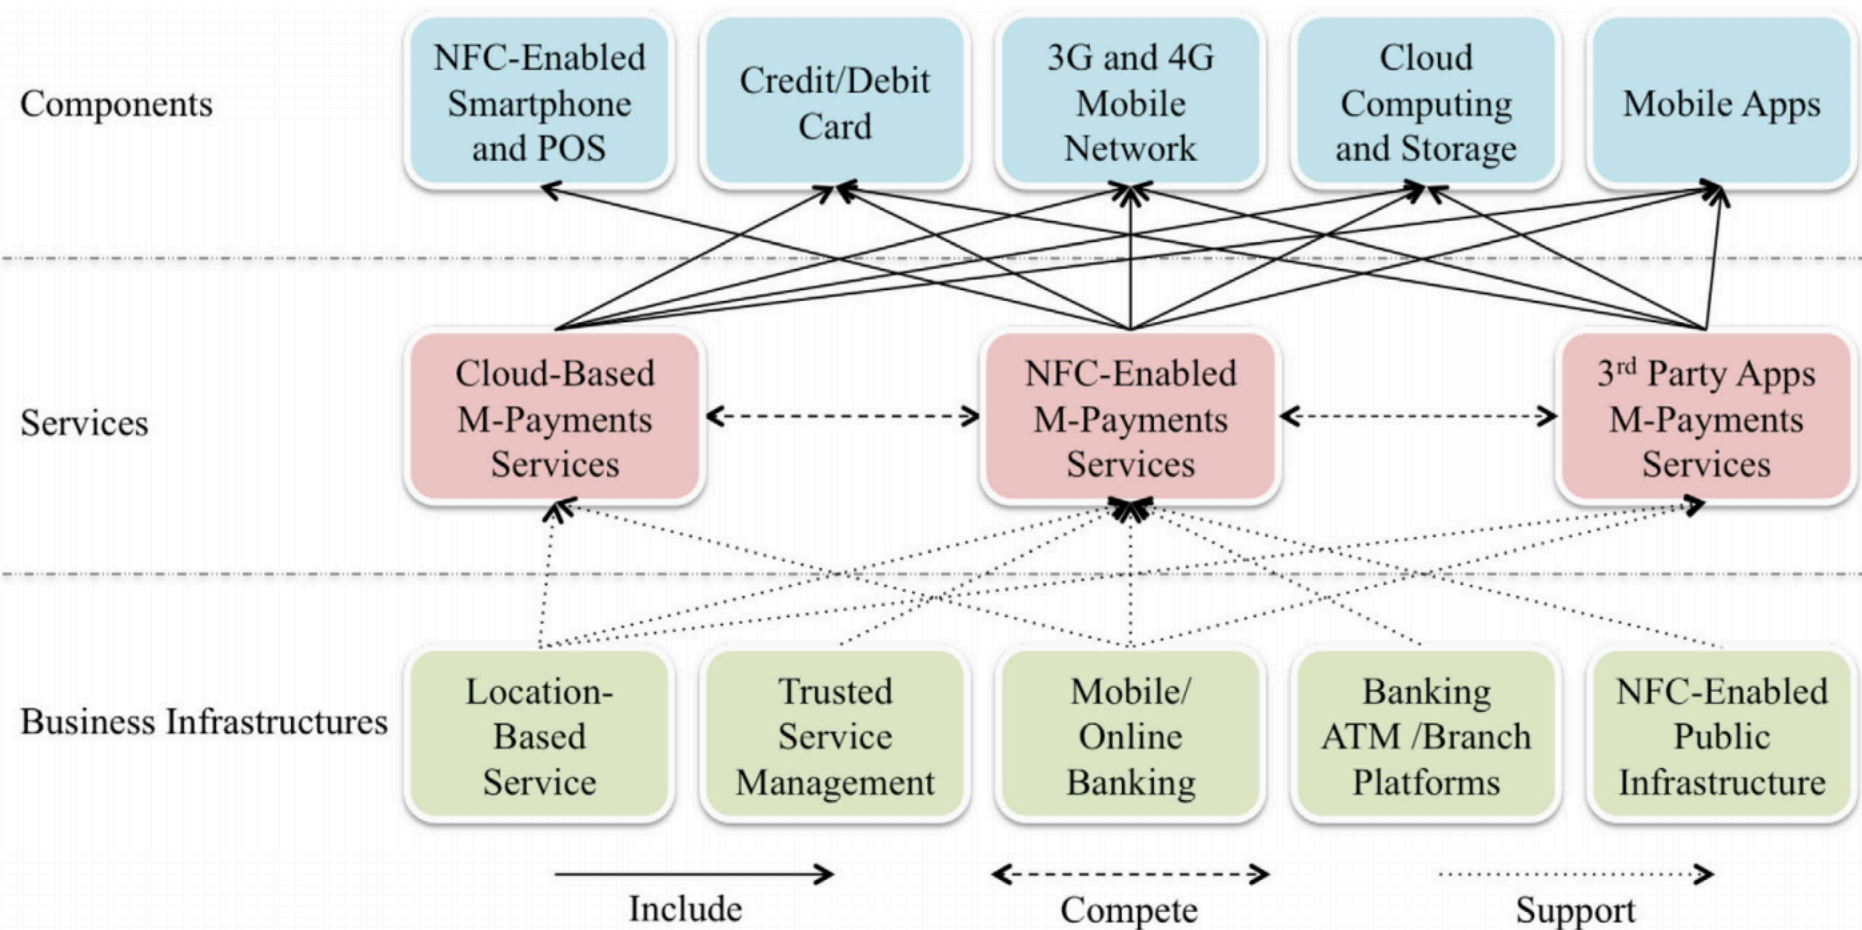 Components
NFC-Enabled
Smartphone
and POS
Credit/Debit
Card
3G and 4G
Mobile
Network
Cloud
Computing
and Storage
Mobile Apps
Services
Cloud-Based
M-Payments
Services
NFC-Enabled
M-Payments
Services
3rd Party Apps
M-Payments
Services
Business Infrastructures
Location-
Based
Service
Trusted
Service
Management
Mobile/
Online
Banking
Banking
ATM /Branch
Platforms
NFC-Enabled
Public
Infrastructure
Include
Compete
Support